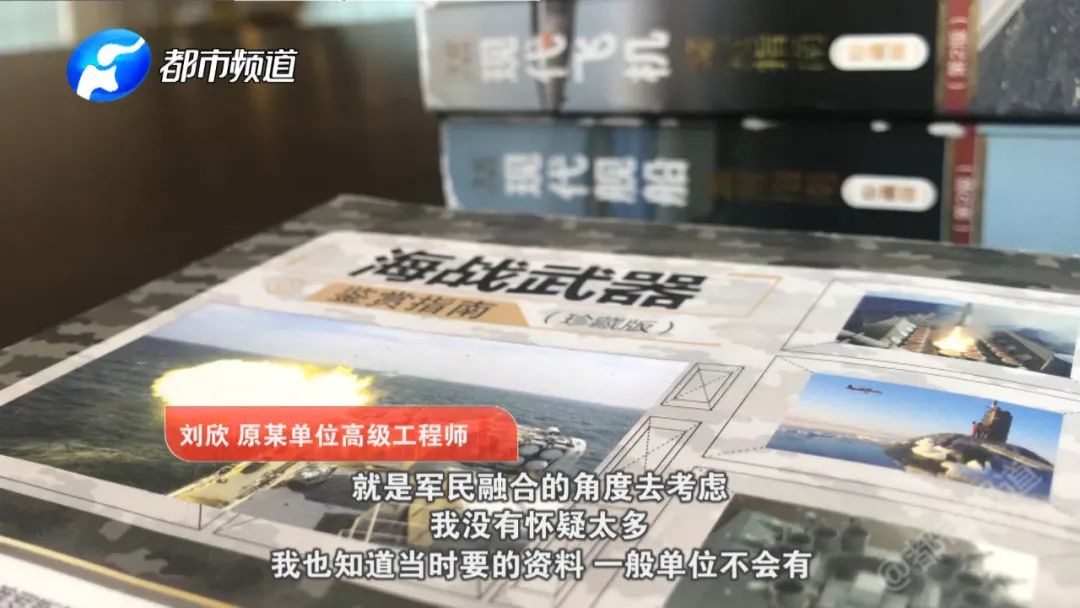 都市频道
现代飞机
现代舰船
海战武器
鉴赏指南
(珍藏版)
刘欣 原某单位高级工程师
就是军民融合的角度去考虑
我没有怀疑太多
我也知道当时要的资料 一般单位不会有